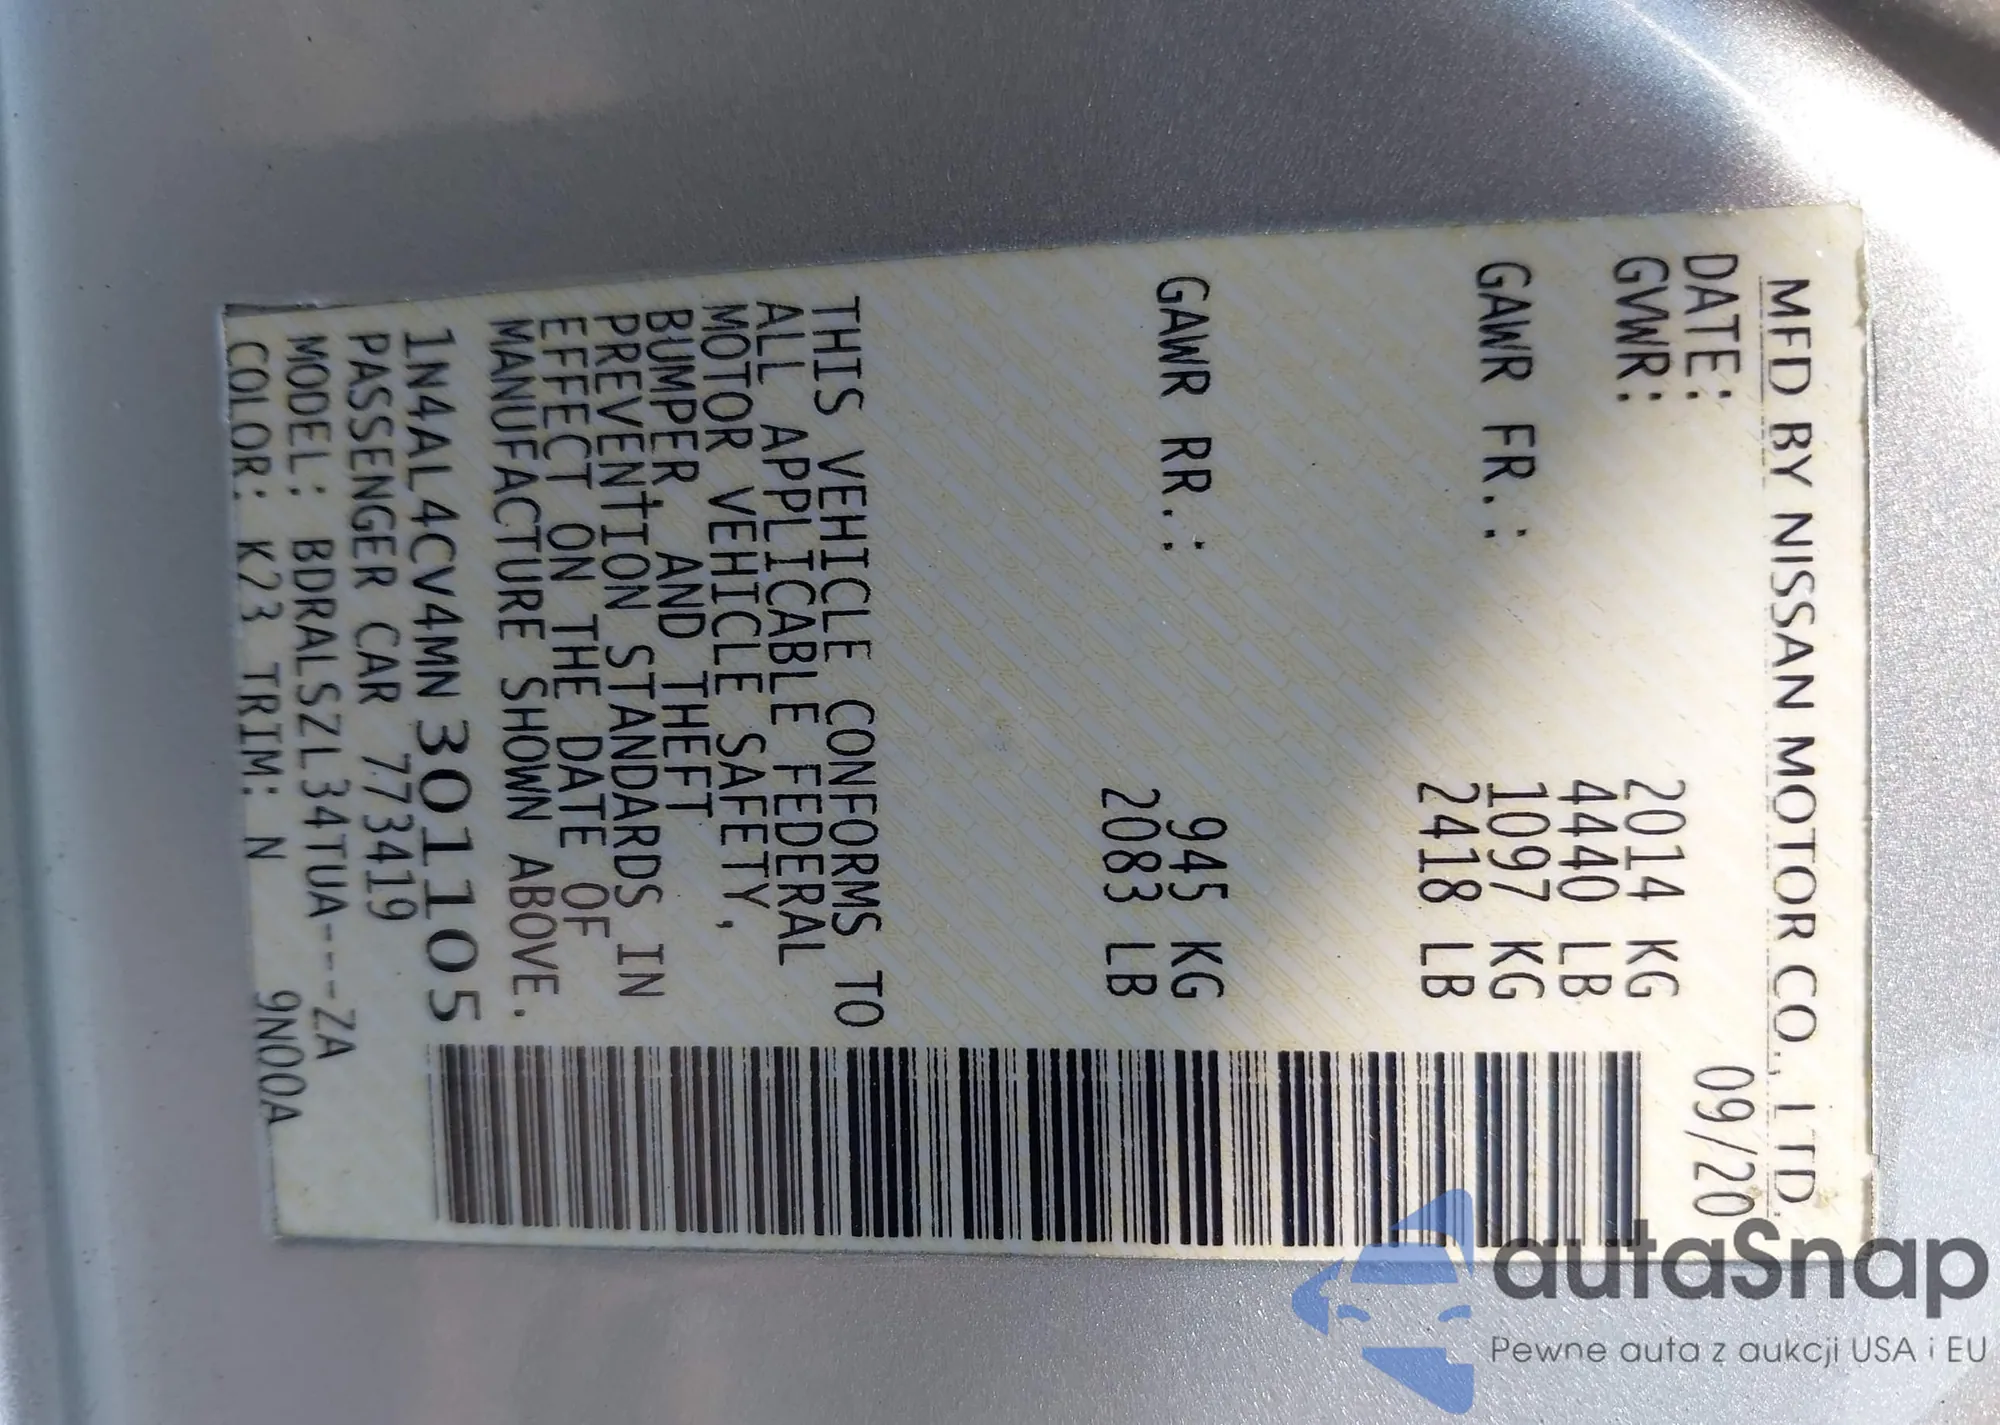 MFD BY NISSAN MOTOR CO., LTD.
DATE: 09/20
GVWR: 2014 KG
4440 LB
GAWR FR.: 1097 KG
2418 LB
GAWR RR.: 945 KG
2083 LB
THIS VEHICLE CONFORMS TO
ALL APPLICABLE FEDERAL
MOTOR VEHICLE SAFETY,
BUMPER, AND THEFT
PREVENTION STANDARDS IN
EFFECT ON THE DATE OF
MANUFACTURE SHOWN ABOVE.
1N4AL4CV4MN 301105
PASSENGER CAR 773419
MODEL: BDRALSZL34TUA---ZA
COLOR: K23 TRIM: N 9N00A
autaSnap
Pewne auta z aukcji USA i EU